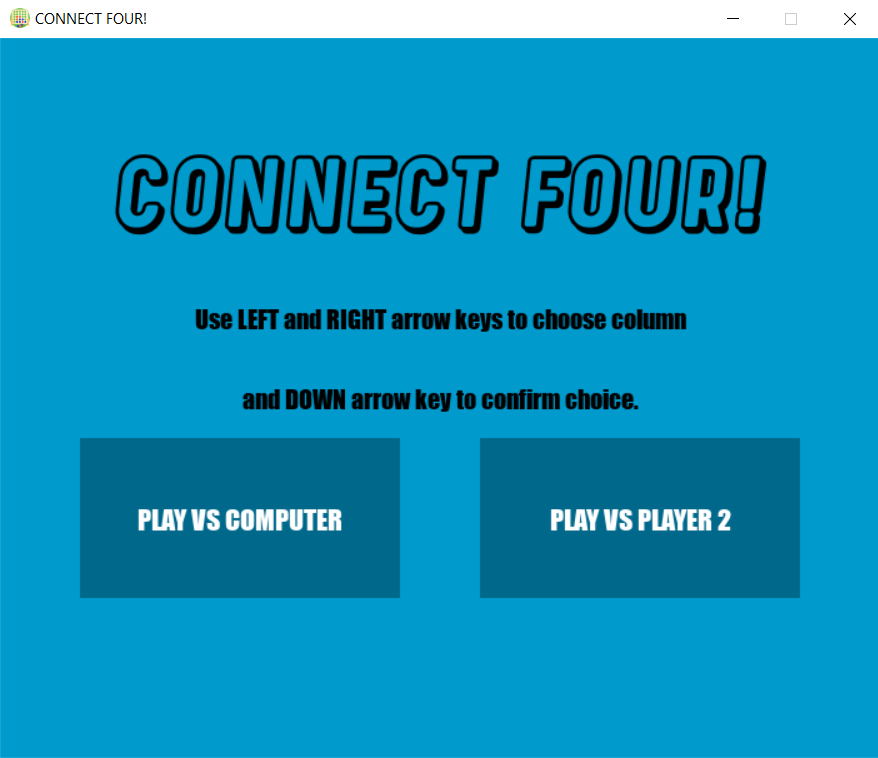 CONNECT FOUR!
CONNECT FOUR!
Use LEFT and RIGHT arrow keys to choose column
and DOWN arrow key to confirm choice.
PLAY VS COMPUTER
PLAY VS PLAYER 2